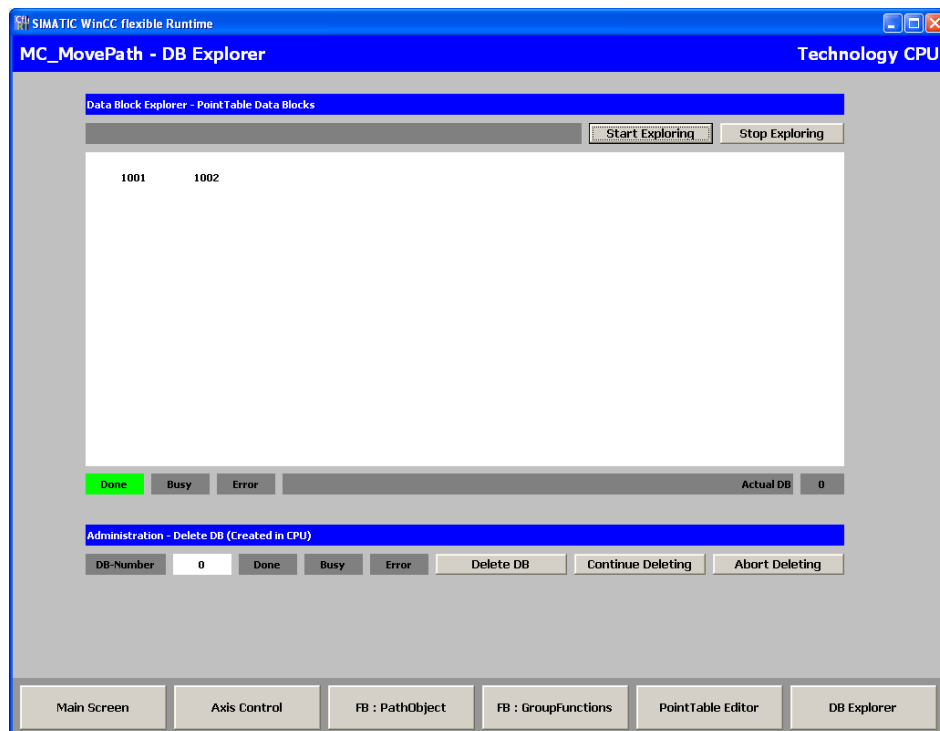 SIMATIC WinCC flexible Runtime
MC_MovePath - DB Explorer Technology CPU
Data Block Explorer - PointTable Data Blocks
Start Exploring Stop Exploring
1001 1002
Done Busy Error Actual DB 0
Administration - Delete DB (Created in CPU)
DB-Number 0 Done Busy Error Delete DB Continue Deleting Abort Deleting
Main Screen Axis Control FB : PathObject FB : GroupFunctions PointTable Editor DB Explorer